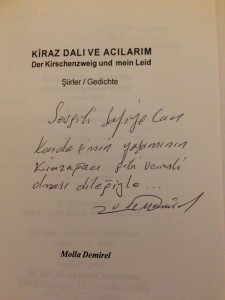 KİRAZ DALI VE ACILARIM
Der Kirschenzweig und mein Leid
Şiirler / Gedichte
Sevgili Safiye Can
Kardeşimin yaşamının
Kirazağacı gibi verimli
olması dileğiyle ...
Molla Demirel